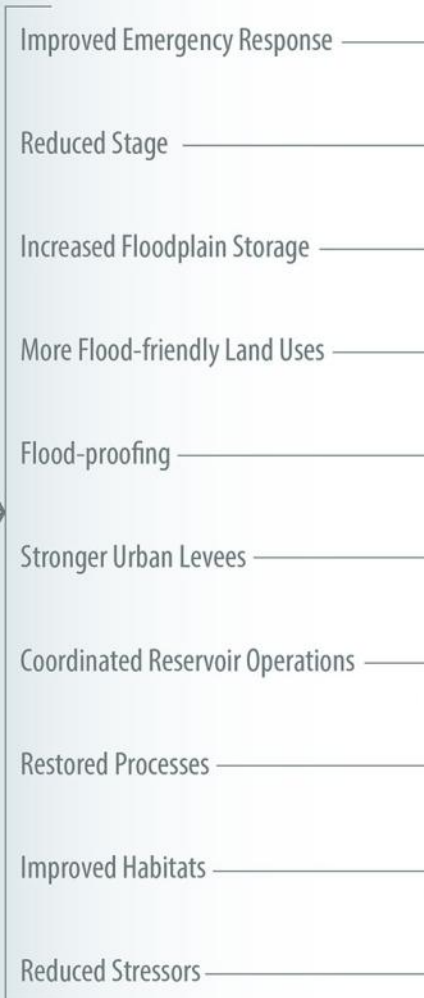 Improved Emergency Response
Reduced Stage
Increased Floodplain Storage
More Flood-friendly Land Uses
Flood-proofing
Stronger Urban Levees
Coordinated Reservoir Operations
Restored Processes
Improved Habitats
Reduced Stressors